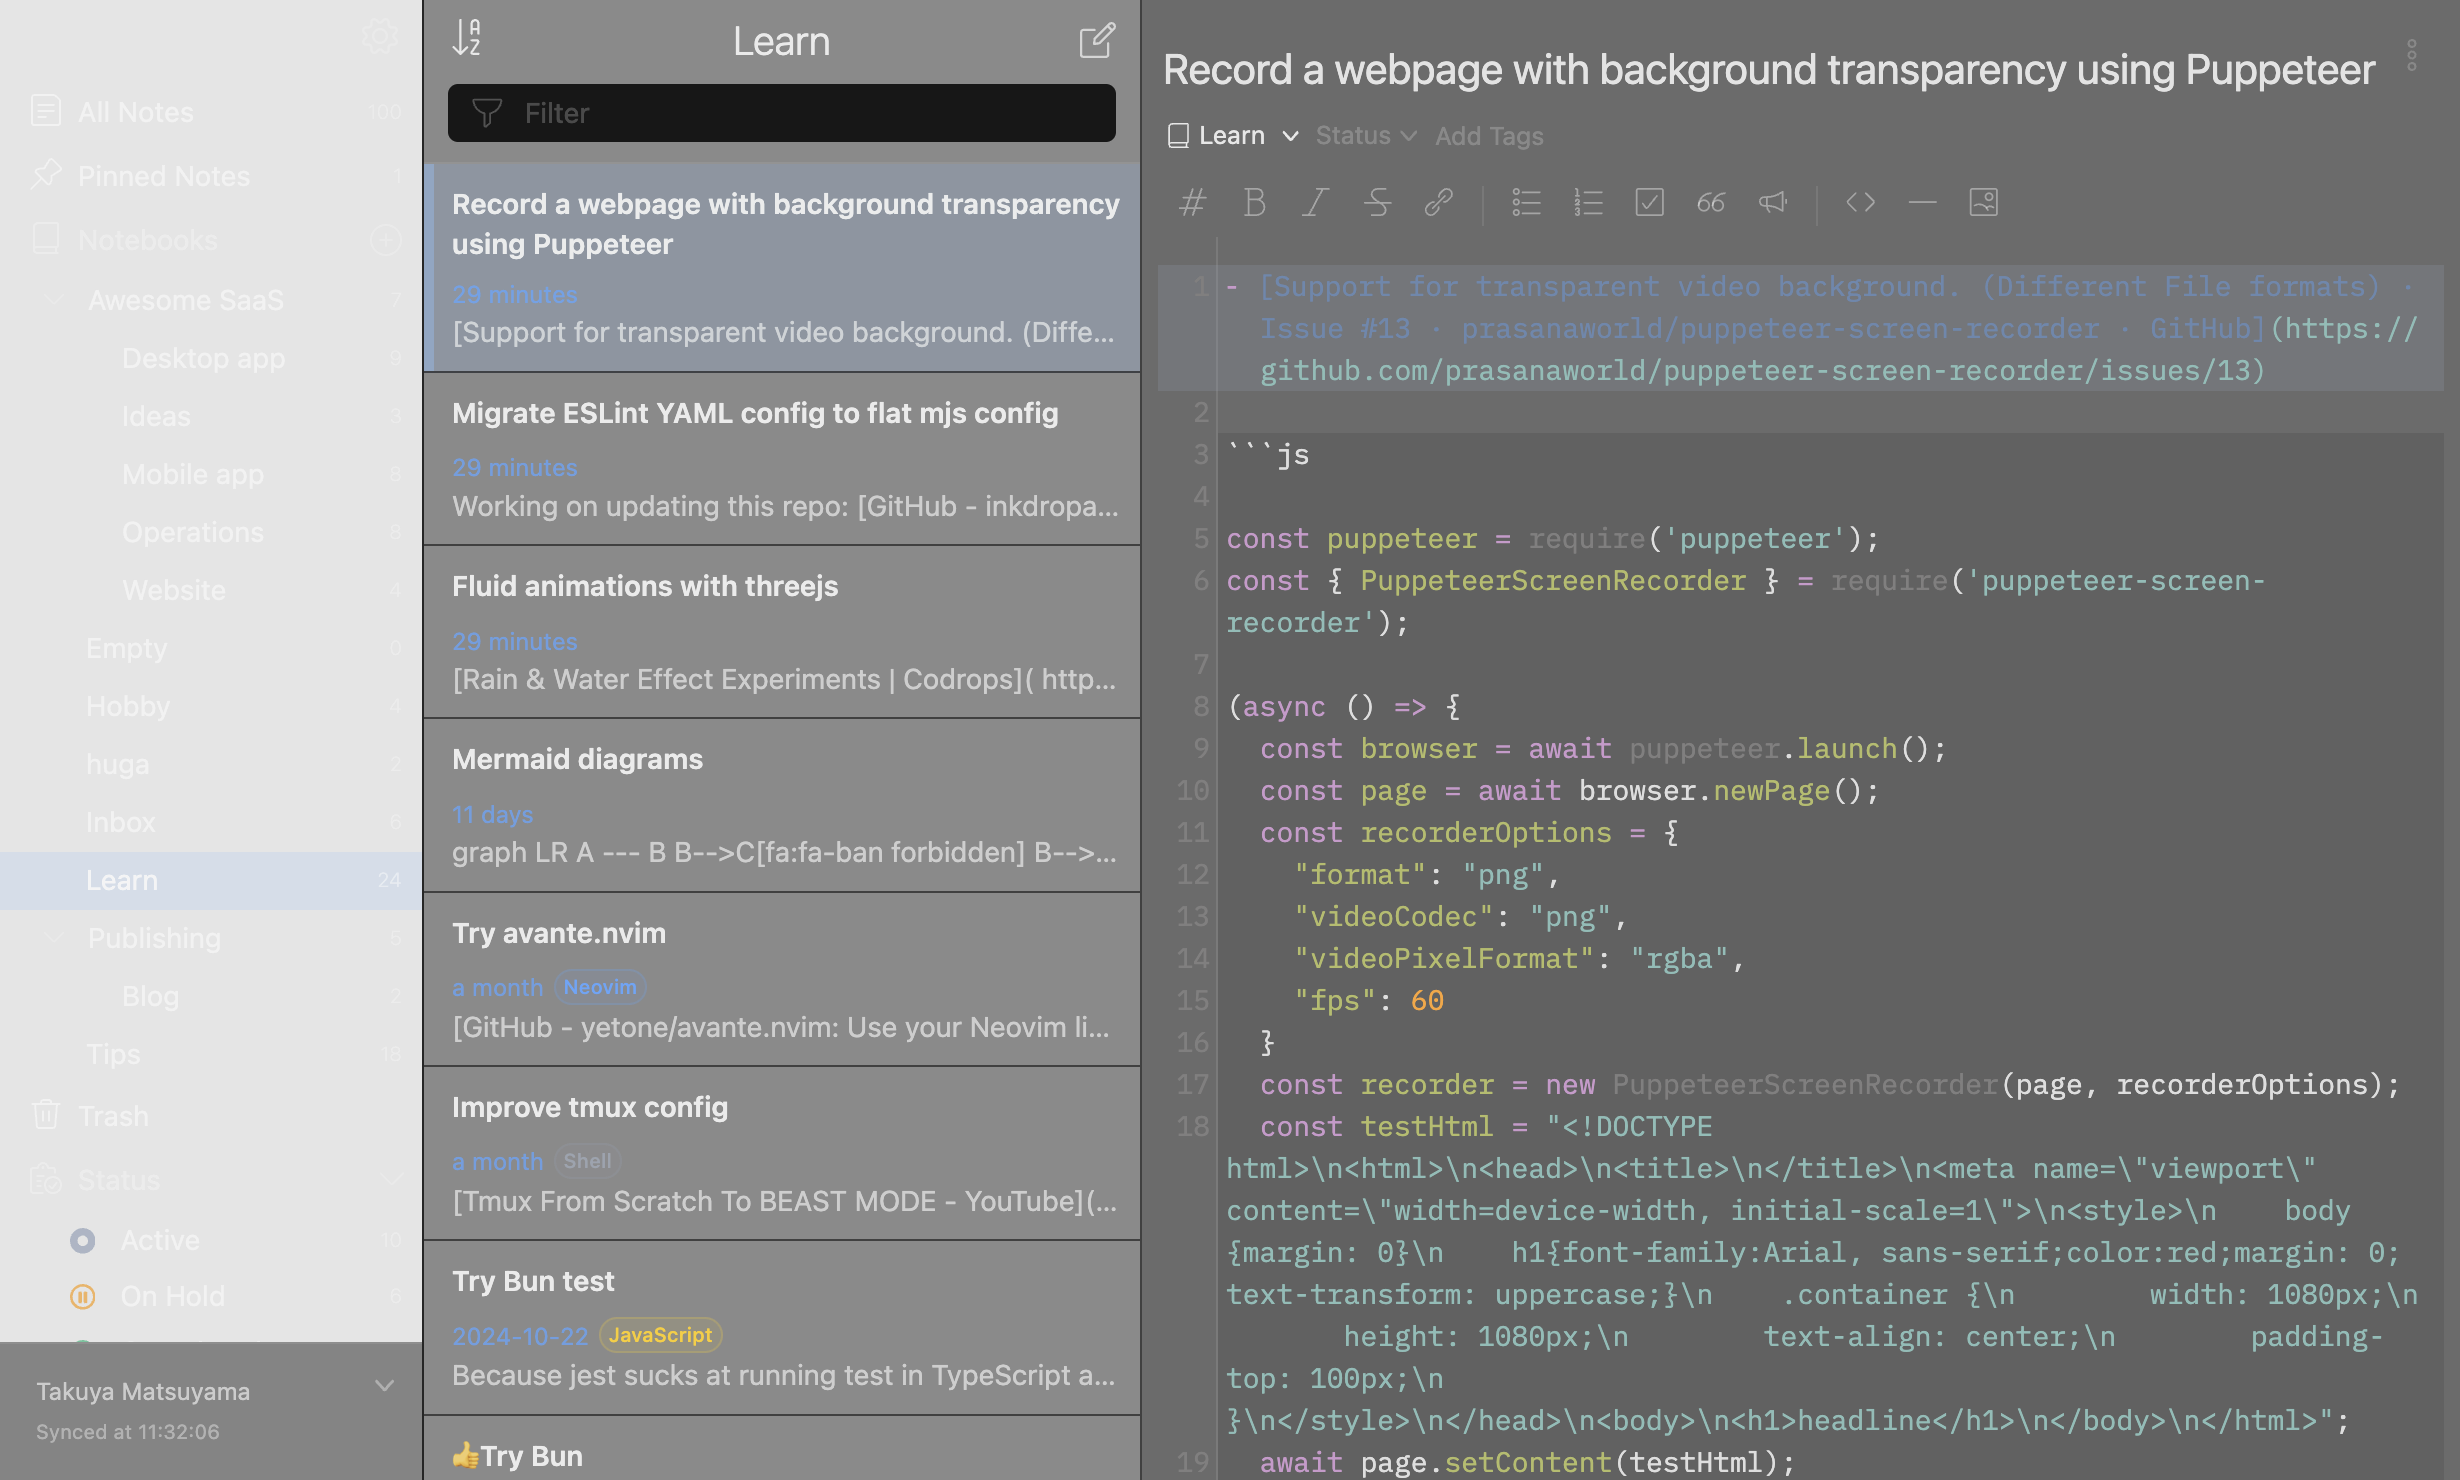 All Notes 100
Pinned Notes 1
Notebooks
Awesome SaaS 7
Desktop app 9
Ideas 3
Mobile app 8
Operations 8
Website 4
Empty 0
Hobby 4
huga 2
Inbox 6
Learn 24
Publishing 5
Blog 2
Tips 18
Trash
Status
Active 10
On Hold 6
Takuya Matsuyama
Synced at 11:32:06
Learn
Filter
Record a webpage with background transparency
using Puppeteer
29 minutes
[Support for transparent video background. (Diffe...
Migrate ESLint YAML config to flat mjs config
29 minutes
Working on updating this repo: [GitHub - inkdropa...
Fluid animations with threejs
29 minutes
[Rain & Water Effect Experiments | Codrops]( http...
Mermaid diagrams
11 days
graph LR A --- B B-->C[fa:fa-ban forbidden] B-->...
Try avante.nvim
a month Neovim
[GitHub - yetone/avante.nvim: Use your Neovim li...
Improve tmux config
a month Shell
[Tmux From Scratch To BEAST MODE - YouTube](...
Try Bun test
2024-10-22 JavaScript
Because jest sucks at running test in TypeScript a...
👍Try Bun
Record a webpage with background transparency using Puppeteer
Learn Status Add Tags
1 - [Support for transparent video background. (Different File formats) ·
Issue #13 · prasanaworld/puppeteer-screen-recorder · GitHub](https://
github.com/prasanaworld/puppeteer-screen-recorder/issues/13)
2
3 ```js
4
5 const puppeteer = require('puppeteer');
6 const { PuppeteerScreenRecorder } = require('puppeteer-screen-
recorder');
7
8 (async () => {
9 const browser = await puppeteer.launch();
10 const page = await browser.newPage();
11 const recorderOptions = {
12 "format": "png",
13 "videoCodec": "png",
14 "videoPixelFormat": "rgba",
15 "fps": 60
16 }
17 const recorder = new PuppeteerScreenRecorder(page, recorderOptions);
18 const testHtml = "<!DOCTYPE
html>\n<html>\n<head>\n<title>\n</title>\n<meta name=\"viewport\"
content=\"width=device-width, initial-scale=1\">\n<style>\n body
{margin: 0}\n h1{font-family:Arial, sans-serif;color:red;margin: 0;
text-transform: uppercase;}\n .container {\n width: 1080px;\n
height: 1080px;\n text-align: center;\n padding-
top: 100px;\n
}\n</style>\n</head>\n<body>\n<h1>headline</h1>\n</body>\n</html>";
19 await page.setContent(testHtml);